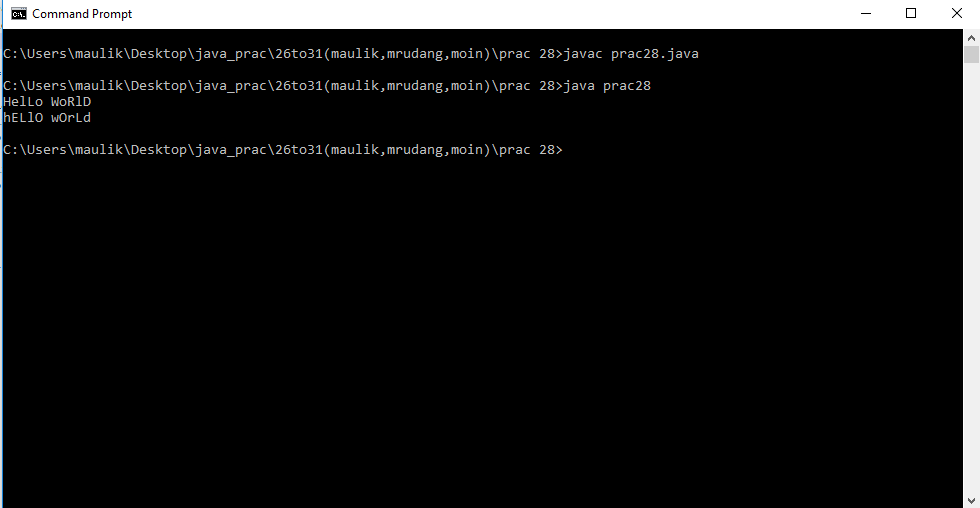 Command Prompt
C:\Users\maulik\Desktop\java_prac\26to31(maulik,mrudang,moin)\prac 28>javac prac28.java
C:\Users\maulik\Desktop\java_prac\26to31(maulik,mrudang,moin)\prac 28>java prac28
HelLo WoRlD
hELlO wOrLd
C:\Users\maulik\Desktop\java_prac\26to31(maulik,mrudang,moin)\prac 28>